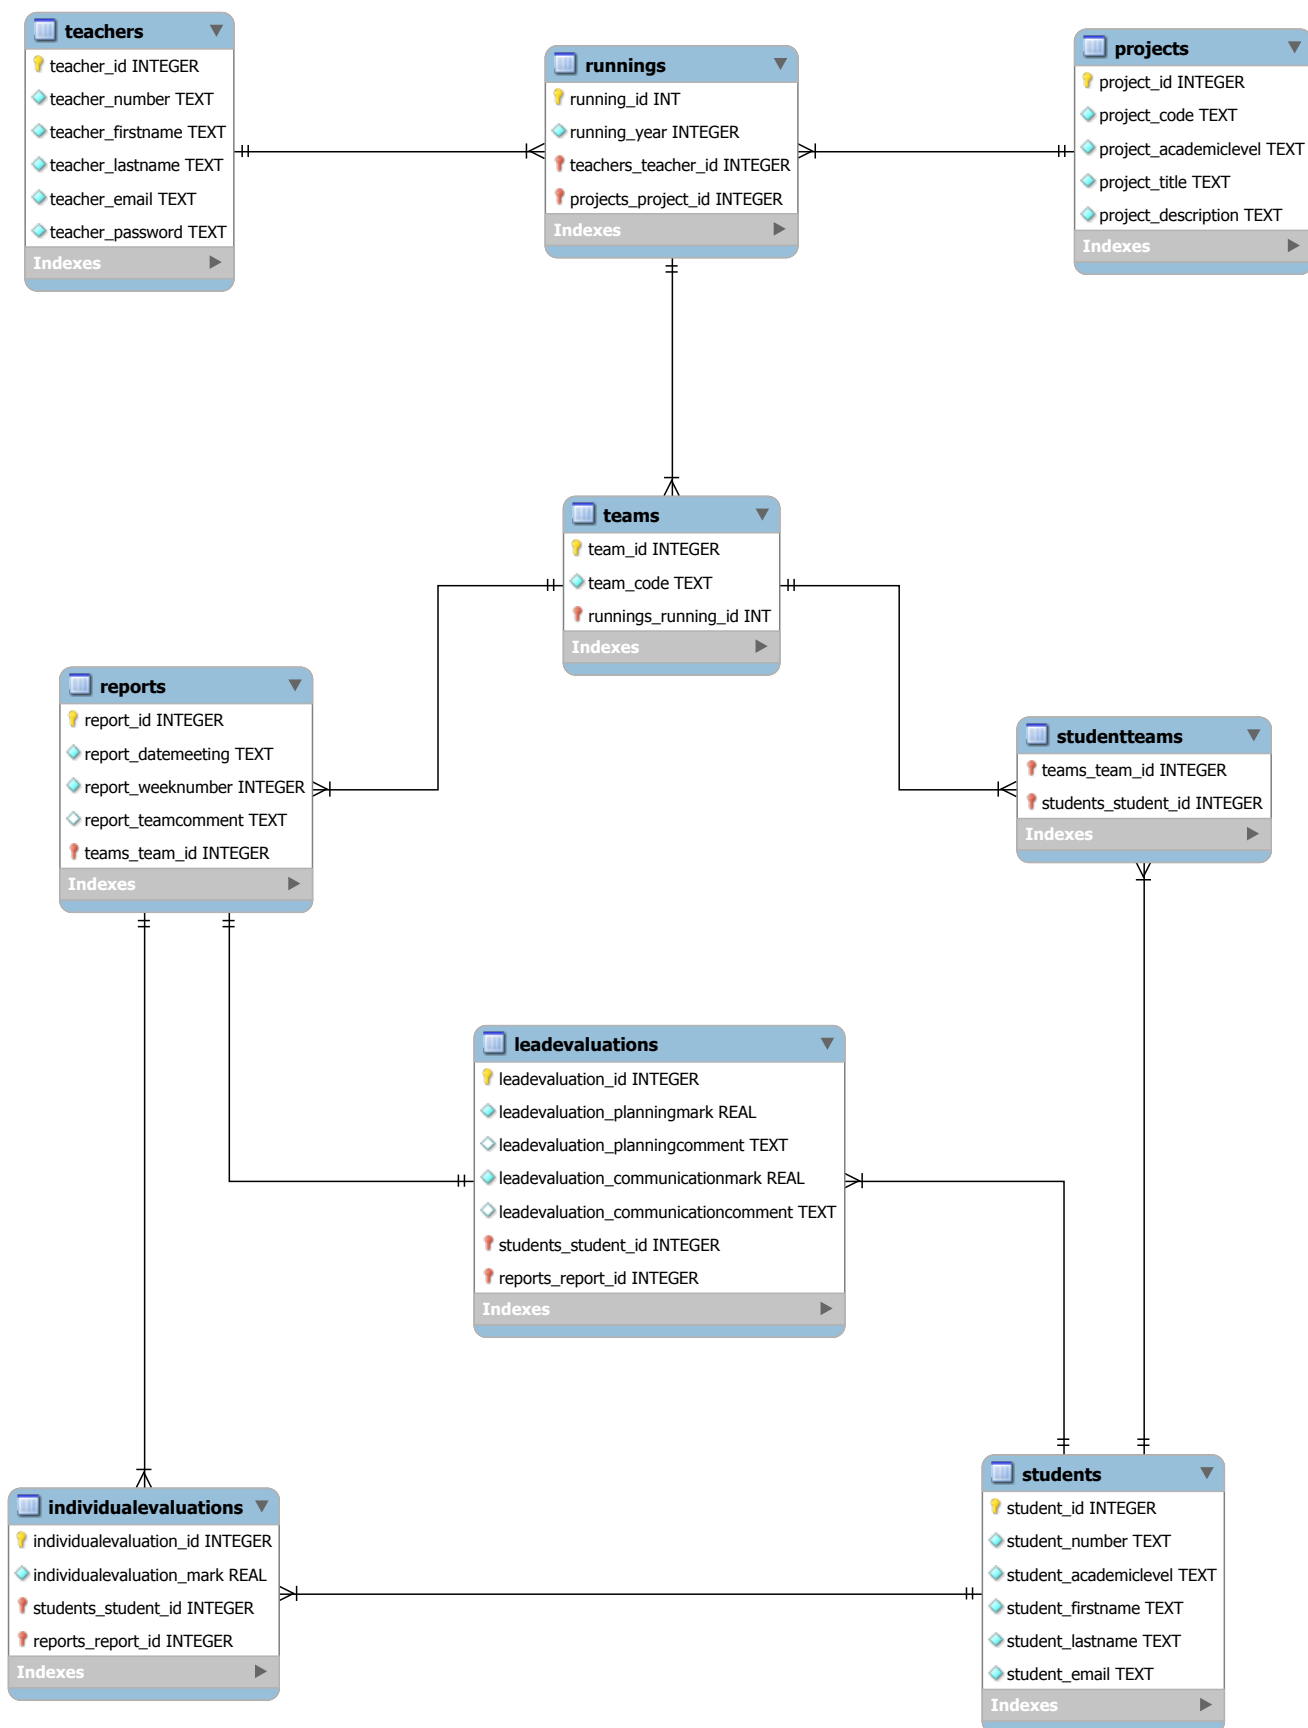 teachers
teacher_id INTEGER
teacher_number TEXT
teacher_firstname TEXT
teacher_lastname TEXT
teacher_email TEXT
teacher_password TEXT
Indexes
runnings
running_id INT
running_year INTEGER
teachers_teacher_id INTEGER
projects_project_id INTEGER
Indexes
projects
project_id INTEGER
project_code TEXT
project_academiclevel TEXT
project_title TEXT
project_description TEXT
Indexes
teams
team_id INTEGER
team_code TEXT
runnings_running_id INT
Indexes
reports
report_id INTEGER
report_datemeeting TEXT
report_weeknumber INTEGER
report_teamcomment TEXT
teams_team_id INTEGER
Indexes
studentteams
teams_team_id INTEGER
students_student_id INTEGER
Indexes
leadevaluations
leadevaluation_id INTEGER
leadevaluation_planningmark REAL
leadevaluation_planningcomment TEXT
leadevaluation_communicationmark REAL
leadevaluation_communicationcomment TEXT
students_student_id INTEGER
reports_report_id INTEGER
Indexes
individualevaluations
individualevaluation_id INTEGER
individualevaluation_mark REAL
students_student_id INTEGER
reports_report_id INTEGER
Indexes
students
student_id INTEGER
student_number TEXT
student_academiclevel TEXT
student_firstname TEXT
student_lastname TEXT
student_email TEXT
Indexes